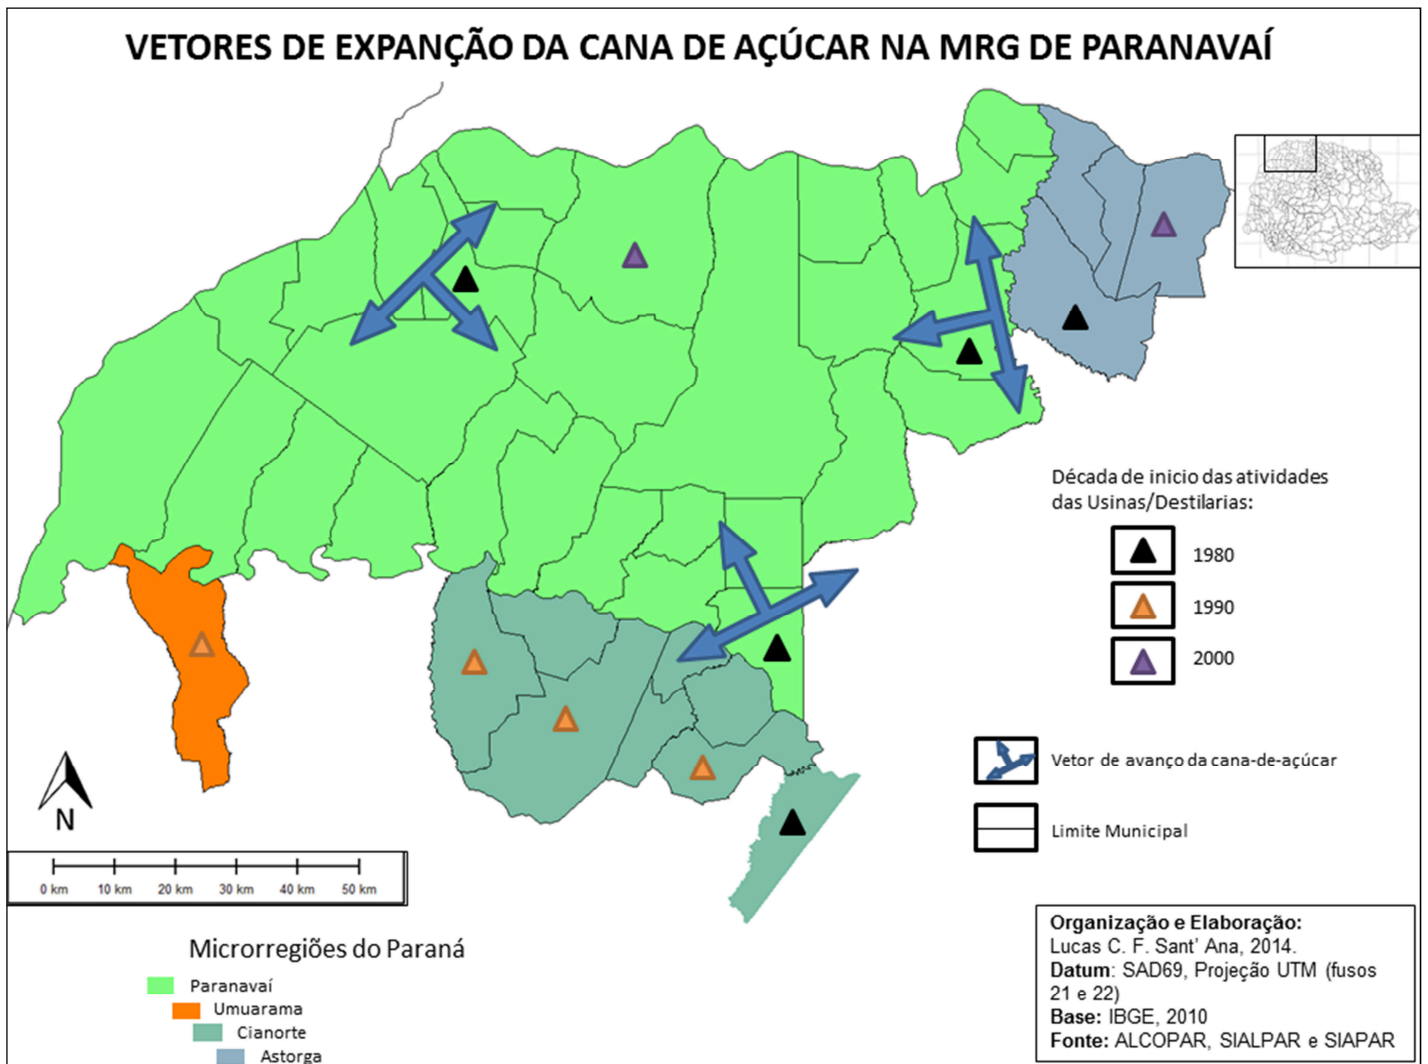 VETORES DE EXPANÇÃO DA CANA DE AÇÚCAR NA MRG DE PARANAVAÍ
Década de inicio das atividades
das Usinas/Destilarias:
1980
1990
2000
Vetor de avanço da cana-de-açúcar
Limite Municipal
N
0 km 10 km 20 km 30 km 40 km 50 km
Microrregiões do Paraná
Paranavaí
Umuarama
Cianorte
Astorga
Organização e Elaboração:
Lucas C. F. Sant' Ana, 2014.
Datum: SAD69, Projeção UTM (fusos
21 e 22)
Base: IBGE, 2010
Fonte: ALCOPAR, SIALPAR e SIAPAR